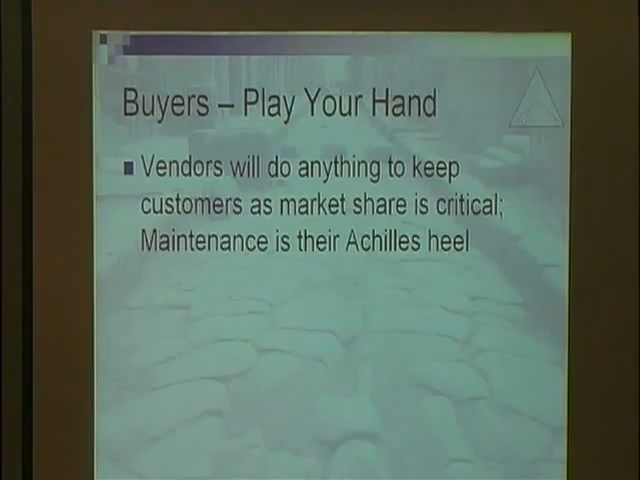 Buyers – Play Your Hand
Vendors will do anything to keep
customers as market share is critical;
Maintenance is their Achilles heel